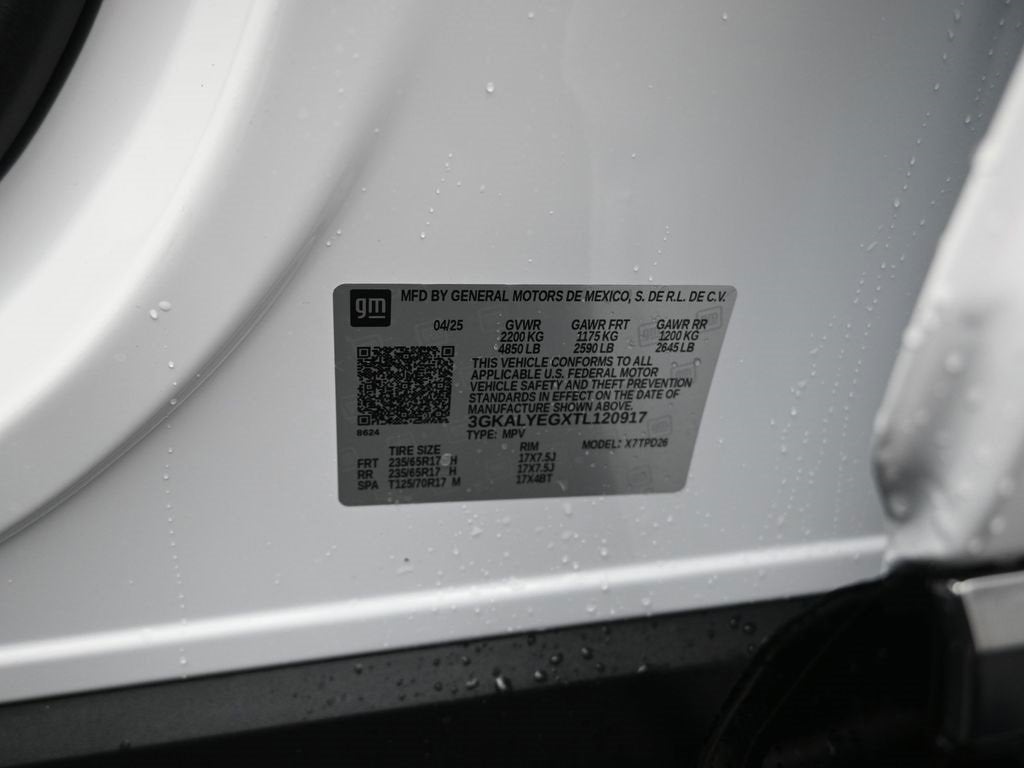 gm MFD BY GENERAL MOTORS DE MEXICO, S. DE R.L. DE C.V.
04/25 GVWR GAWR FRT GAWR RR
2200 KG 1175 KG 1200 KG
4850 LB 2590 LB 2645 LB
THIS VEHICLE CONFORMS TO ALL
APPLICABLE U.S. FEDERAL MOTOR
VEHICLE SAFETY AND THEFT PREVENTION
STANDARDS IN EFFECT ON THE DATE OF
MANUFACTURE SHOWN ABOVE.
3GKALYEGXTL120917
8624
TYPE: MPV
MODEL: X7TPD26
TIRE SIZE RIM
FRT 235/65R17 H 17X7.5J
RR 235/65R17 H 17X7.5J
SPA T125/70R17 M 17X4BT